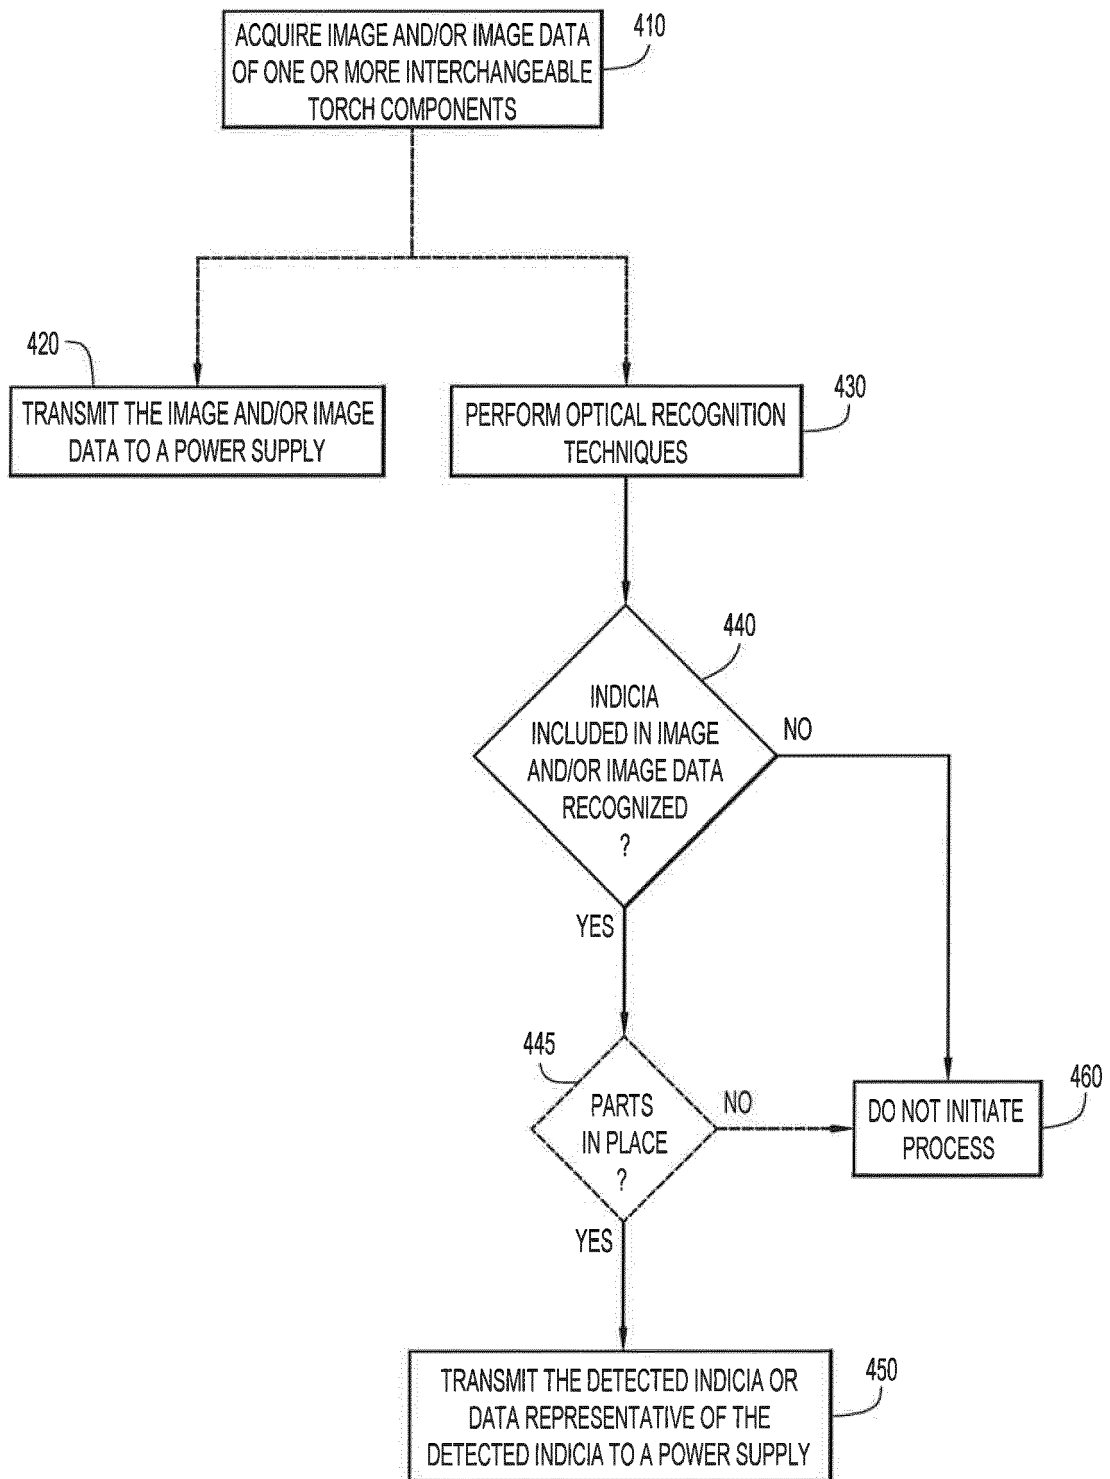 ACQUIRE IMAGE AND/OR IMAGE DATA
OF ONE OR MORE INTERCHANGEABLE
TORCH COMPONENTS
410
420
TRANSMIT THE IMAGE AND/OR IMAGE
DATA TO A POWER SUPPLY
430
PERFORM OPTICAL RECOGNITION
TECHNIQUES
440
INDICIA
INCLUDED IN IMAGE
AND/OR IMAGE DATA
RECOGNIZED
?
NO
YES
445
PARTS
IN PLACE
?
NO
460
DO NOT INITIATE
PROCESS
YES
450
TRANSMIT THE DETECTED INDICIA OR
DATA REPRESENTATIVE OF THE
DETECTED INDICIA TO A POWER SUPPLY